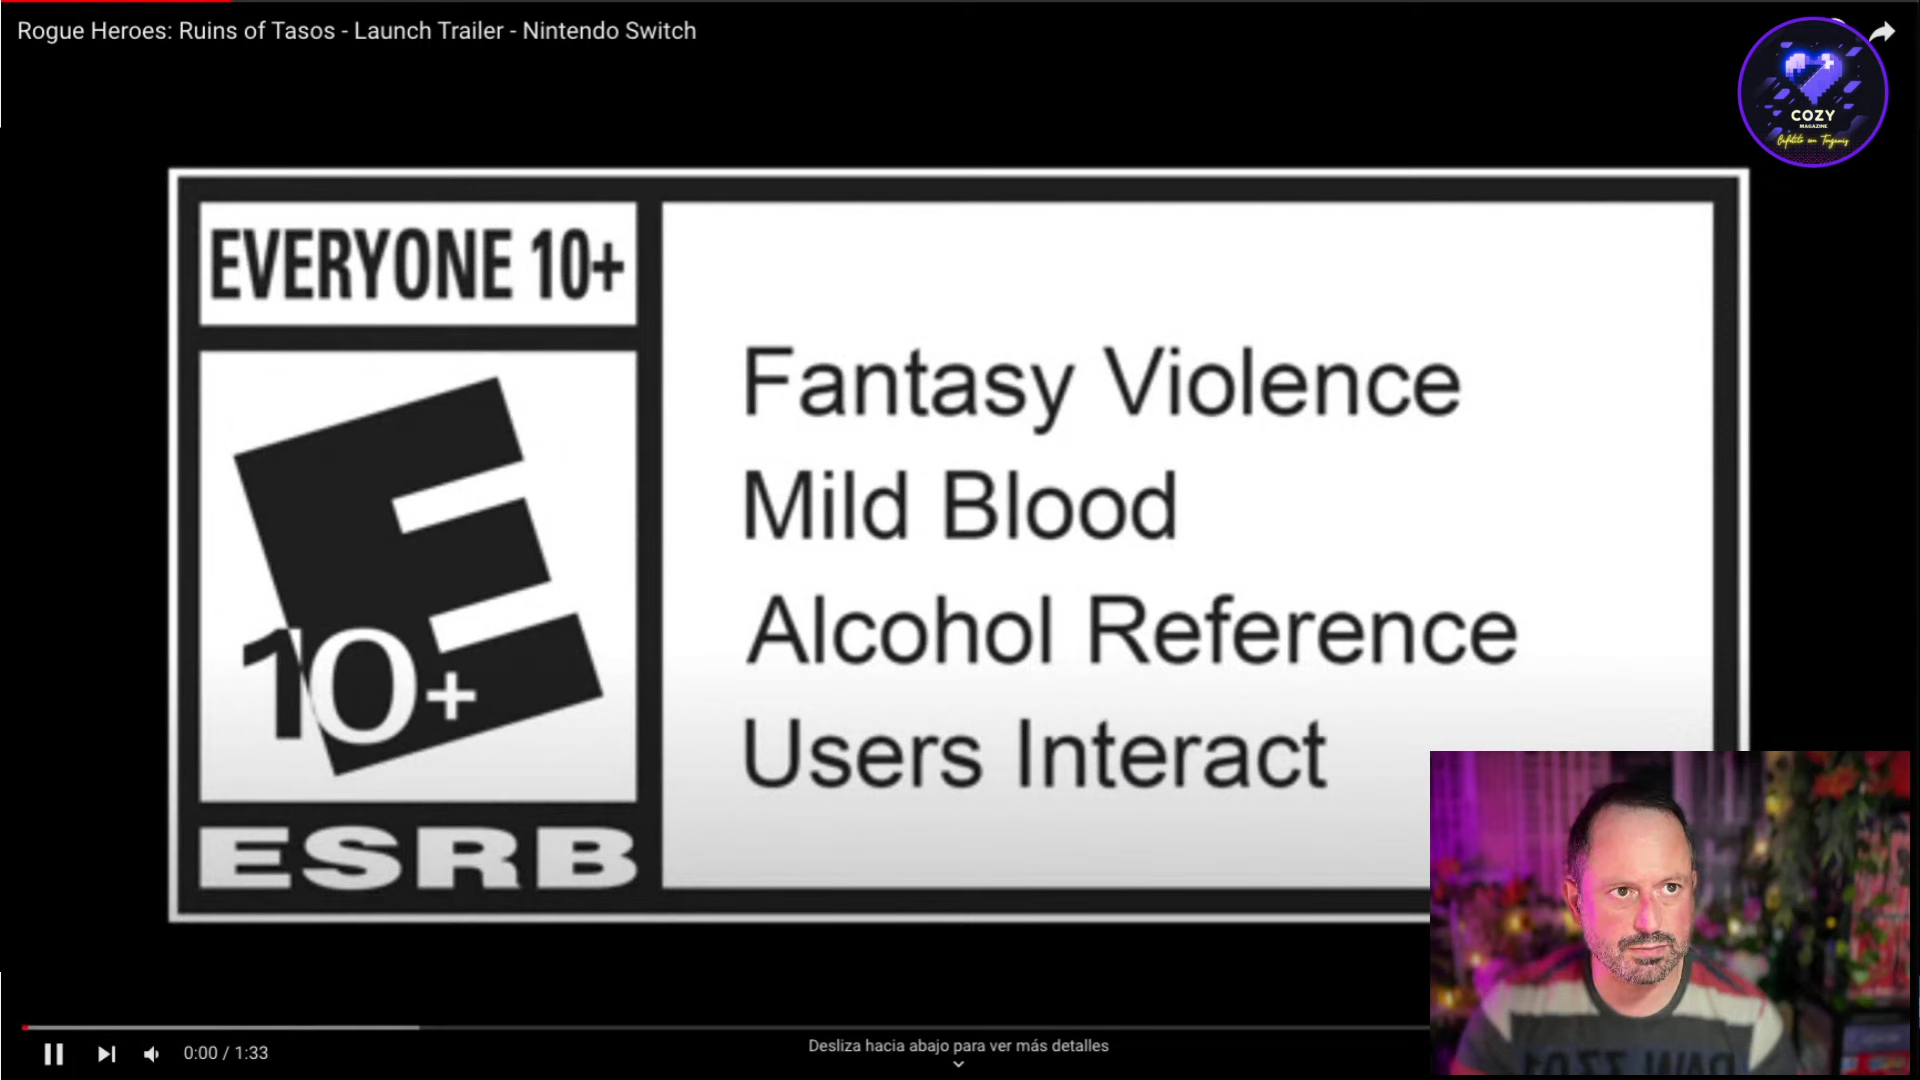 Rogue Heroes: Ruins of Tasos - Launch Trailer - Nintendo Switch
COZY
MAGAZINE
EVERYONE 10+
Fantasy Violence
Mild Blood
Alcohol Reference
Users Interact
10+
ESRB
Desliza hacia abajo para ver más detalles
0:00 / 1:33